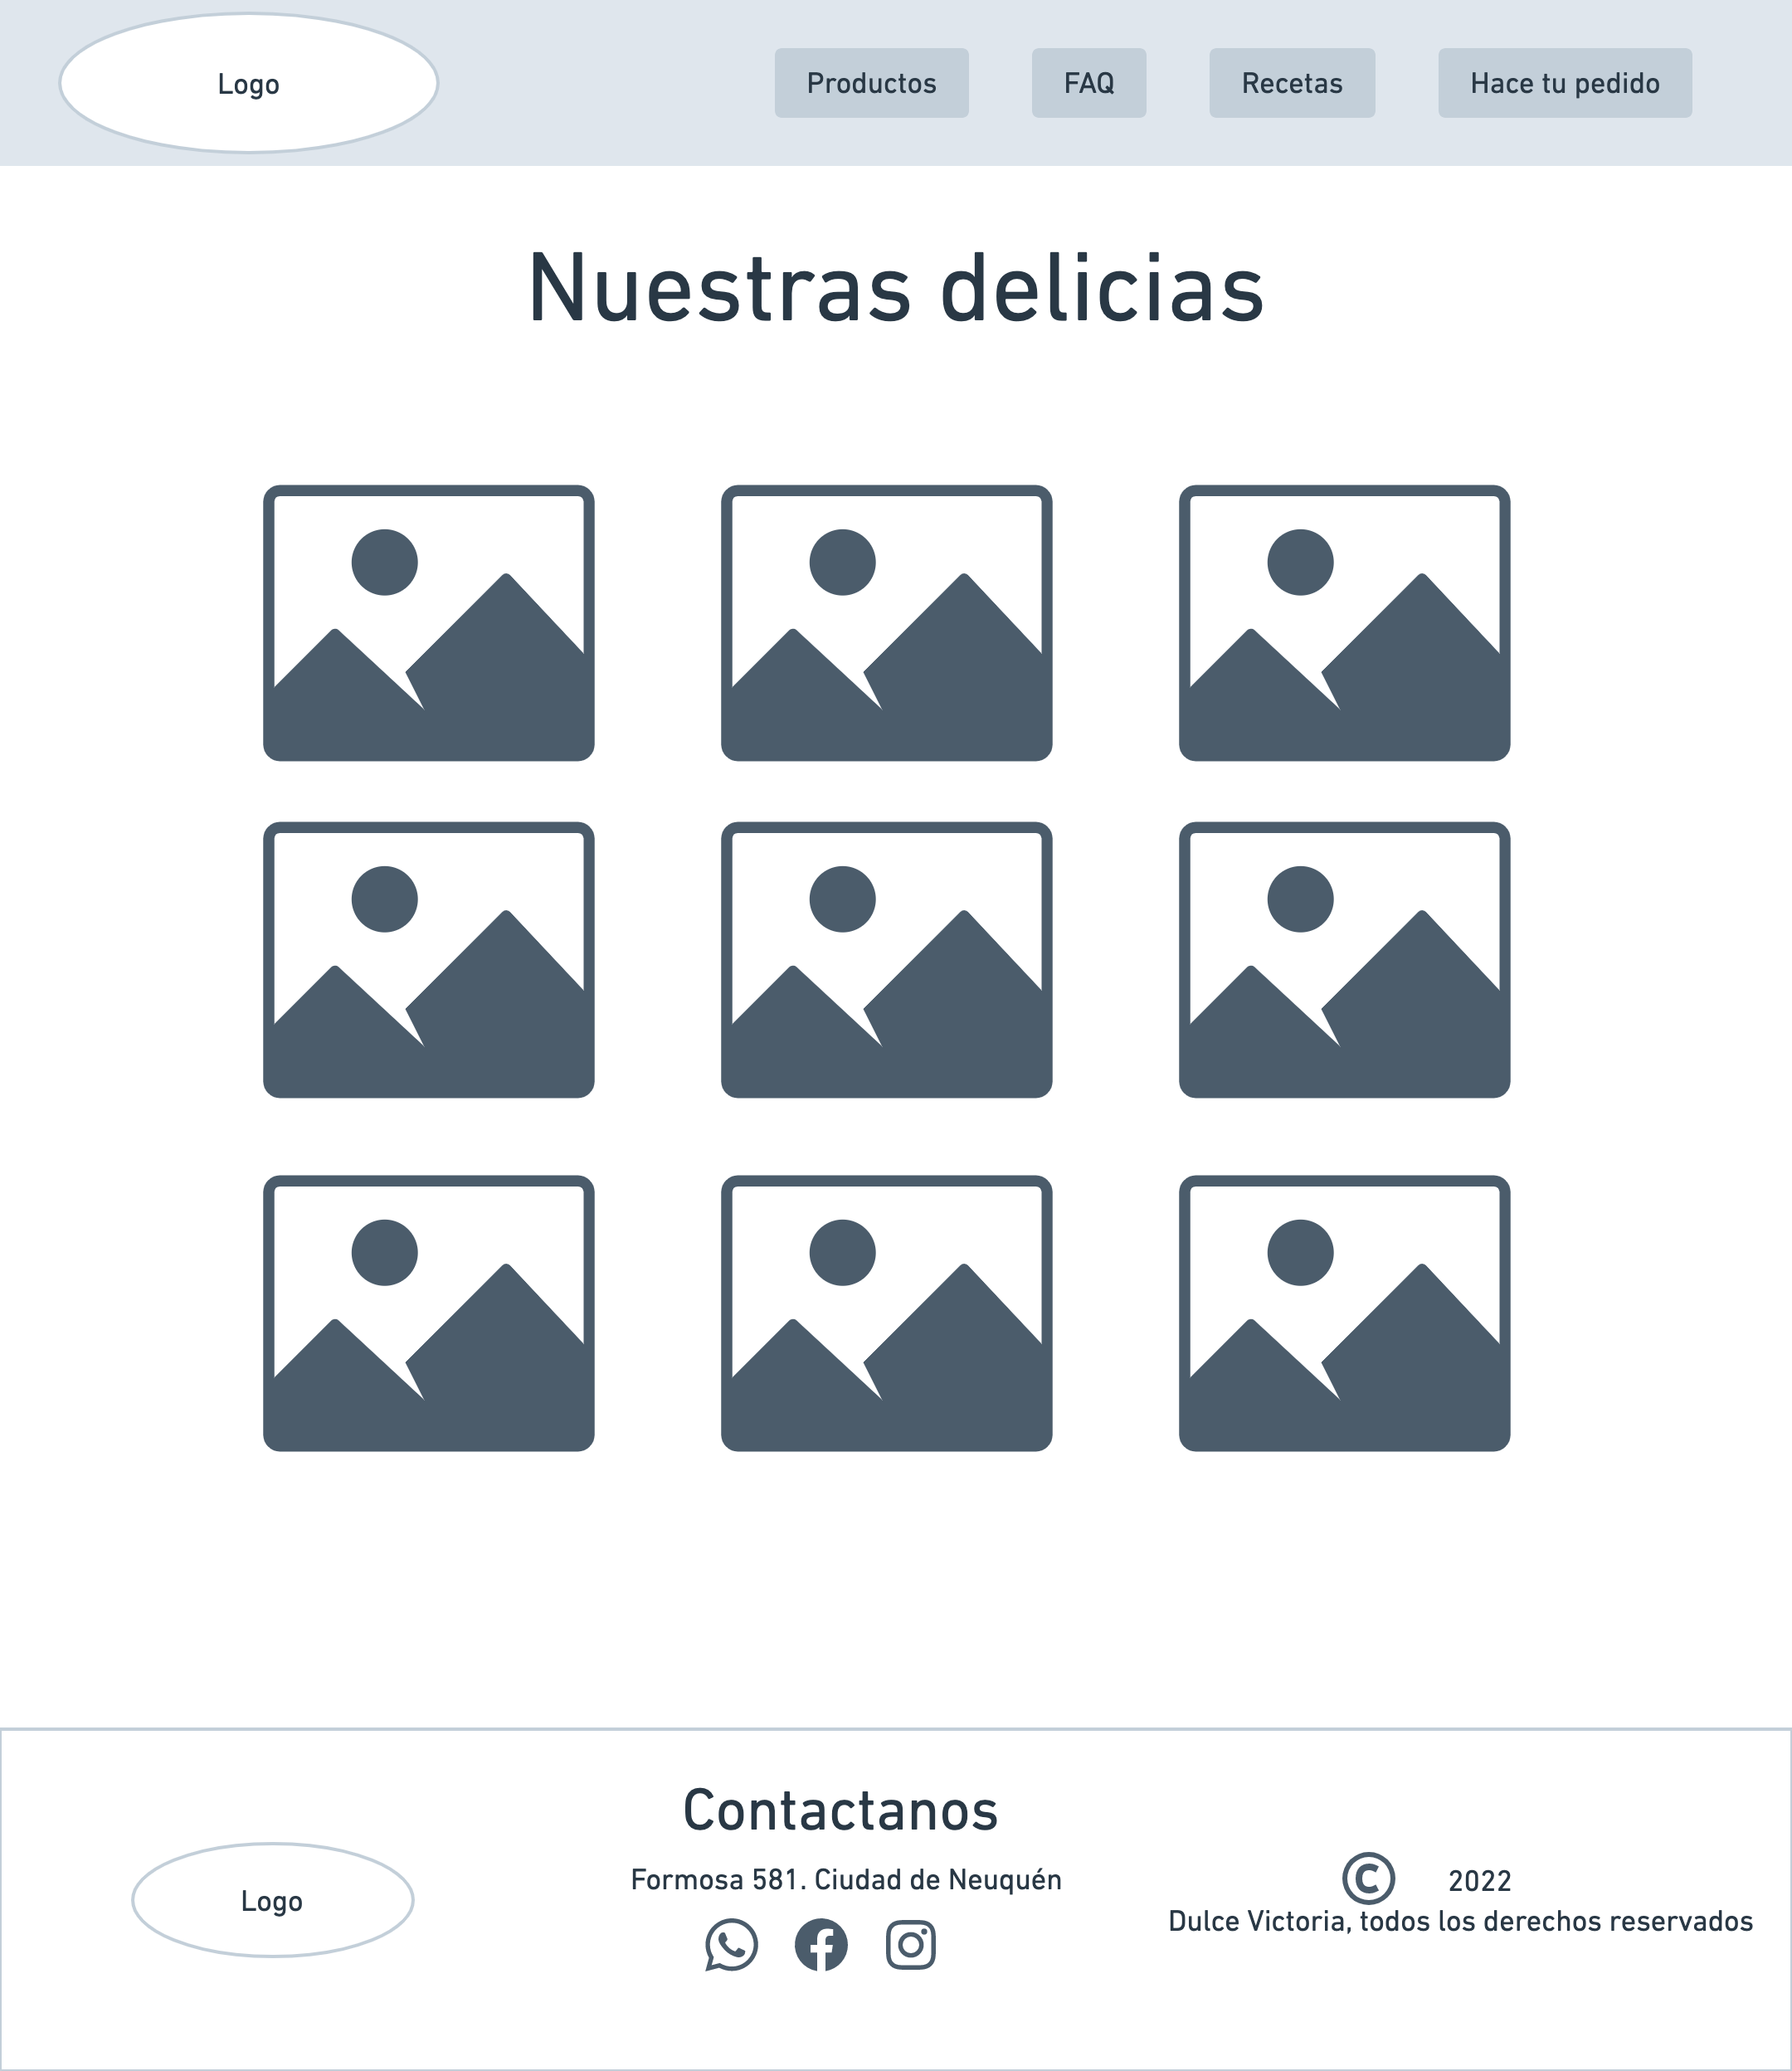 Logo
Productos
FAQ
Recetas
Hace tu pedido
Nuestras delicias
Contactanos
Formosa 581. Ciudad de Neuquén
Logo
© 2022
Dulce Victoria, todos los derechos reservados